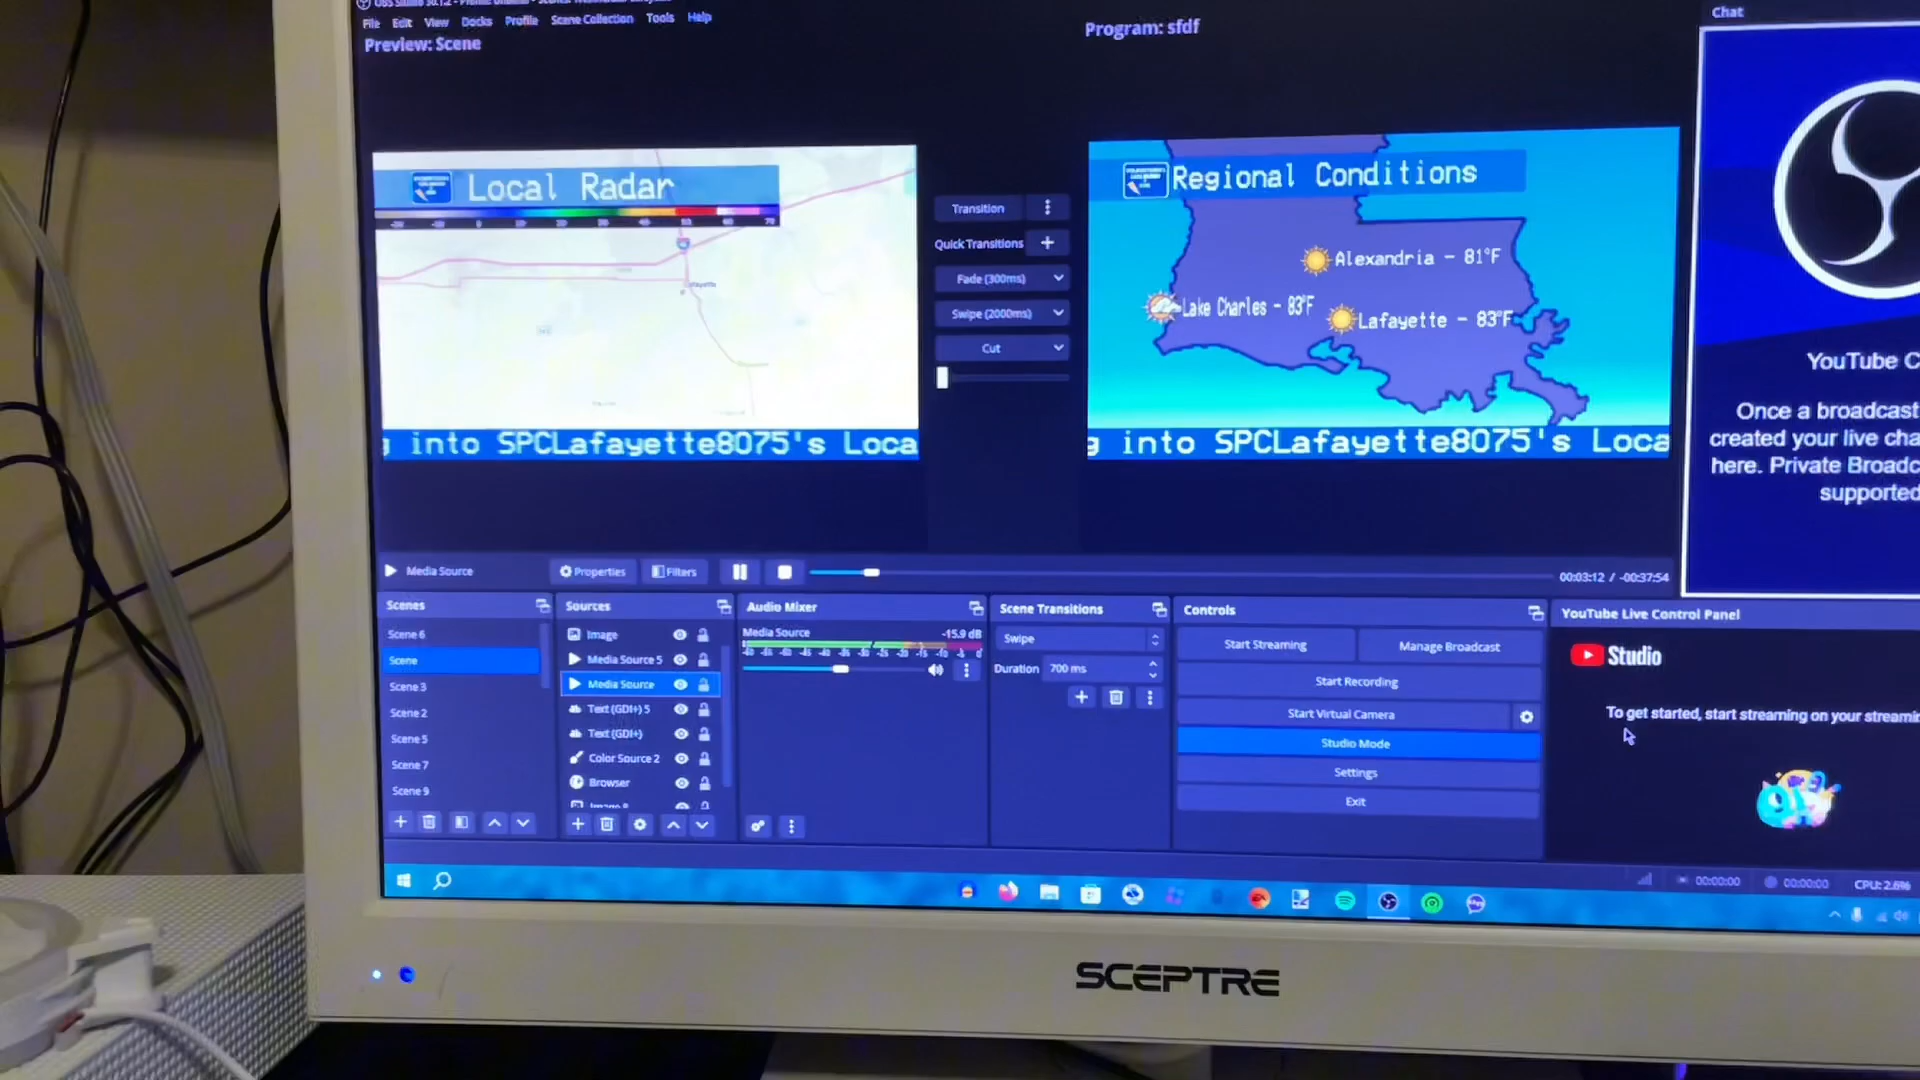 File Edit View Docks Profile Scene Collection Tools Help
Preview: Scene
Program: sfdf
Chat
Local Radar
Regional Conditions
Alexandria - 81°F
Lake Charles - 83°F
Lafayette - 83°F
g into SPCLafayette8075's Loca
g into SPCLafayette8075's Loca
Transition
Quick Transitions
Fade (300ms)
Swipe (2000ms)
Cut
YouTube C
Once a broadcast
created your live cha
here. Private Broadc
supported
Media Source
Properties
Filters
00:03:12 / -00:37:54
Scenes
Scene 6
Scene
Scene 3
Scene 2
Scene 5
Scene 7
Scene 9
Sources
Image
Media Source 5
Media Source
Text (GDI+) 5
Text (GDI+)
Color Source 2
Browser
Audio Mixer
Media Source
-15.9 dB
Scene Transitions
Swipe
Duration 700 ms
Controls
Start Streaming
Manage Broadcast
Start Recording
Start Virtual Camera
Studio Mode
Settings
Exit
YouTube Live Control Panel
Studio
To get started, start streaming on your streamin
00:00:00
00:00:00
CPU: 2.6%
SCEPTRE